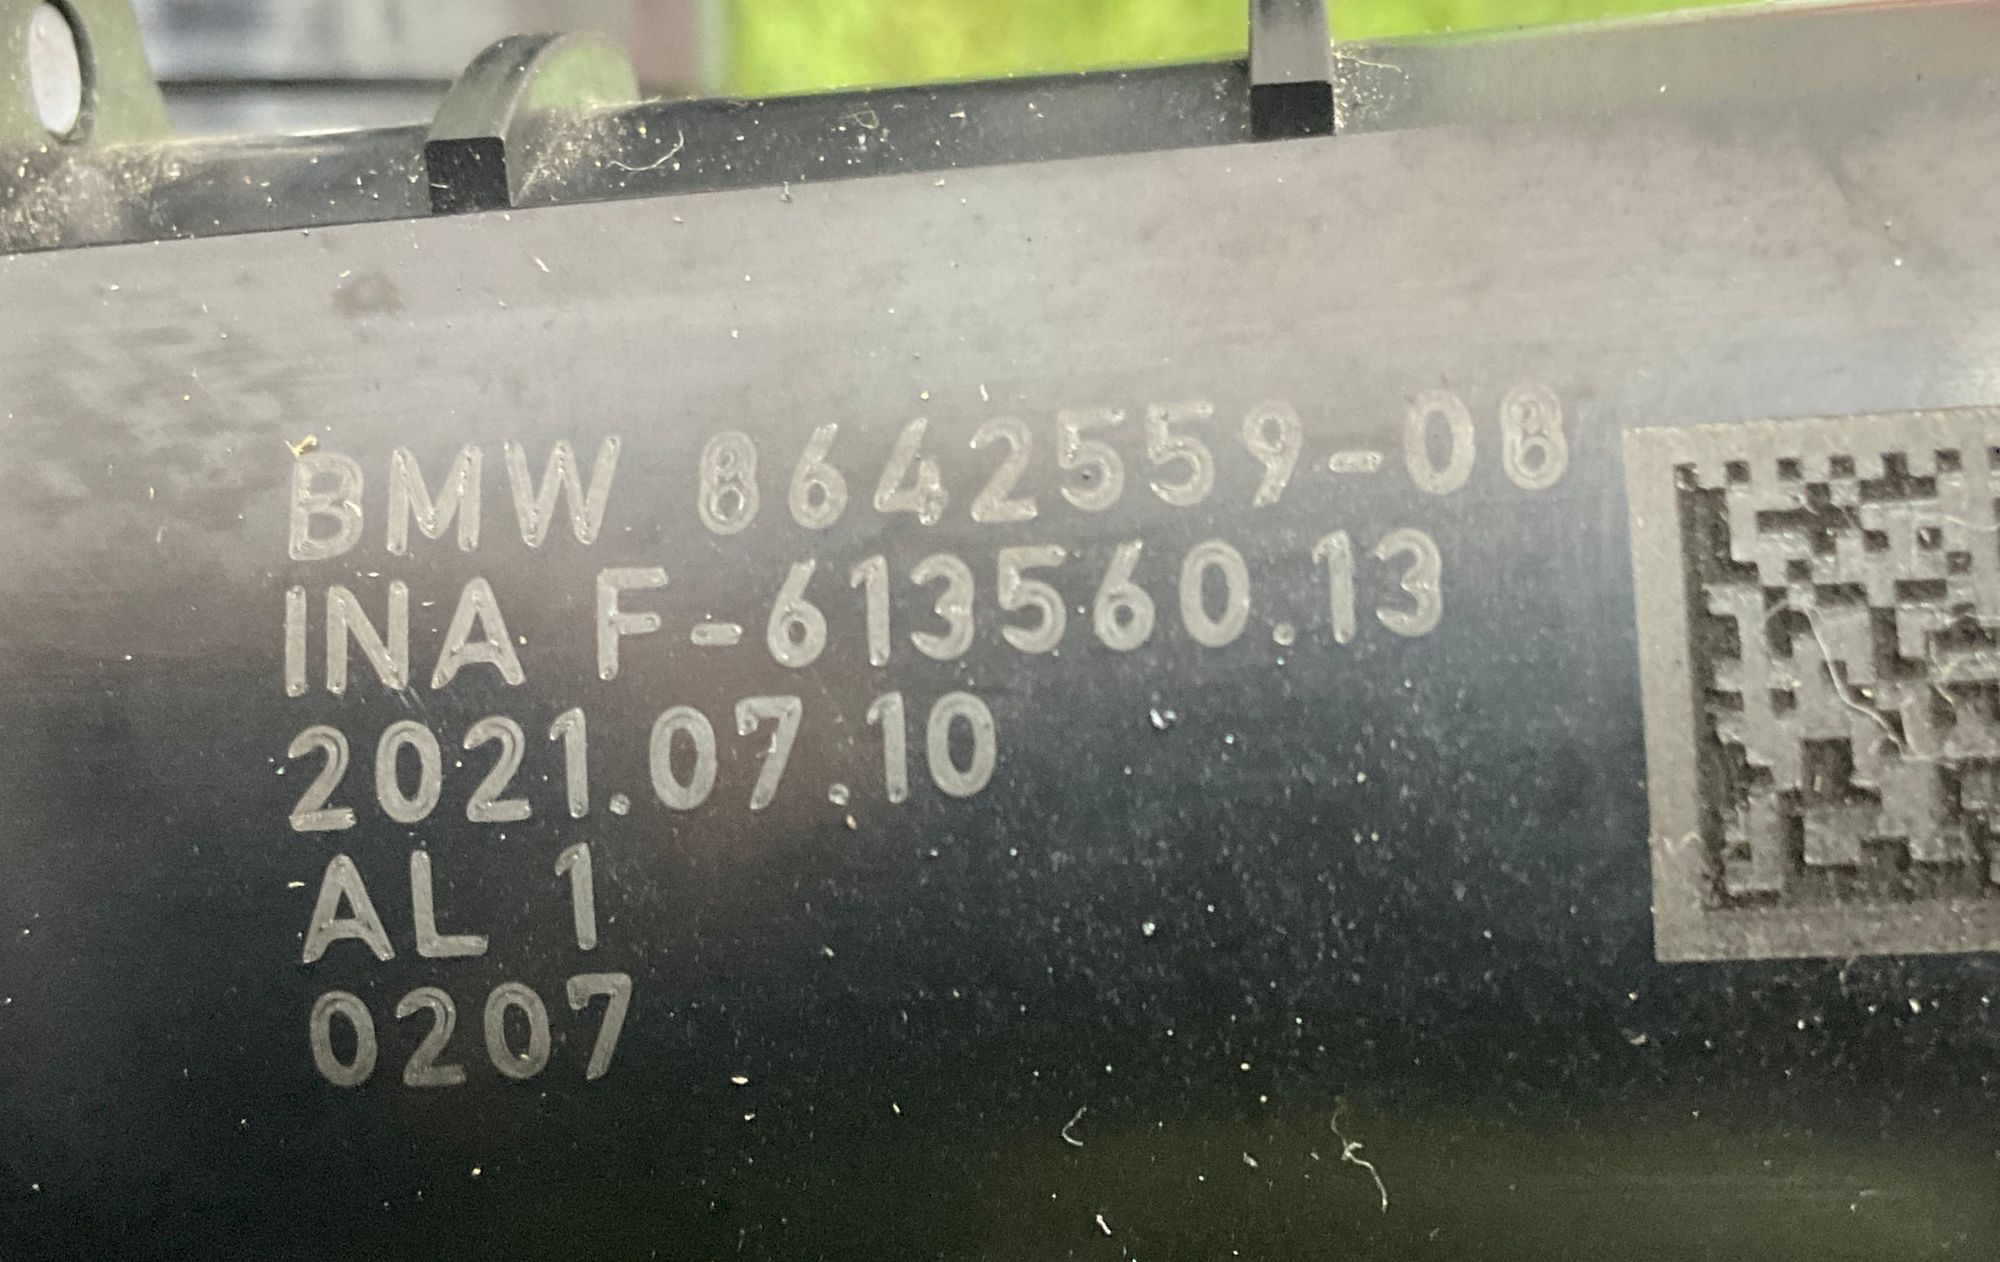 BMW 8642559-08
INA F-613560.13
2021.07.10
AL 1
0207